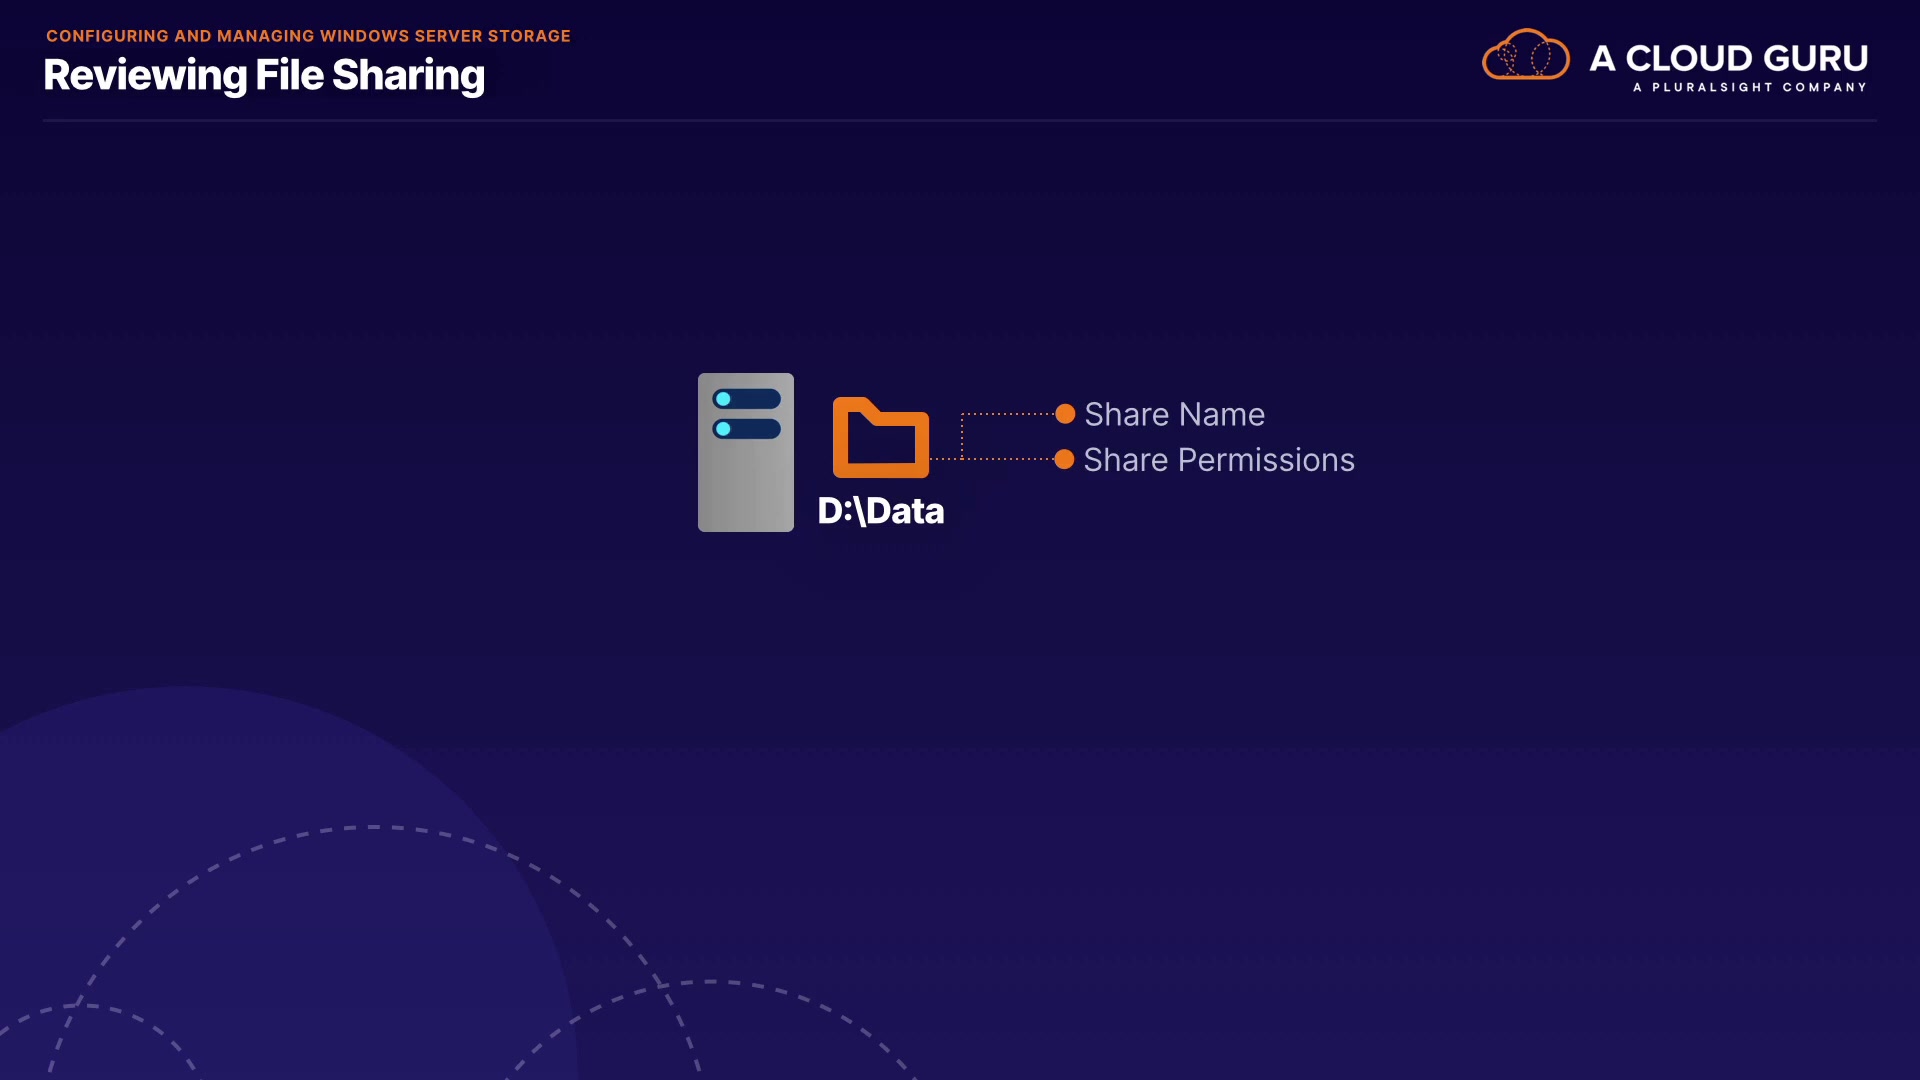 CONFIGURING AND MANAGING WINDOWS SERVER STORAGE
Reviewing File Sharing
A CLOUD GURU
A PLURALSIGHT COMPANY
Share Name
Share Permissions
D:\Data